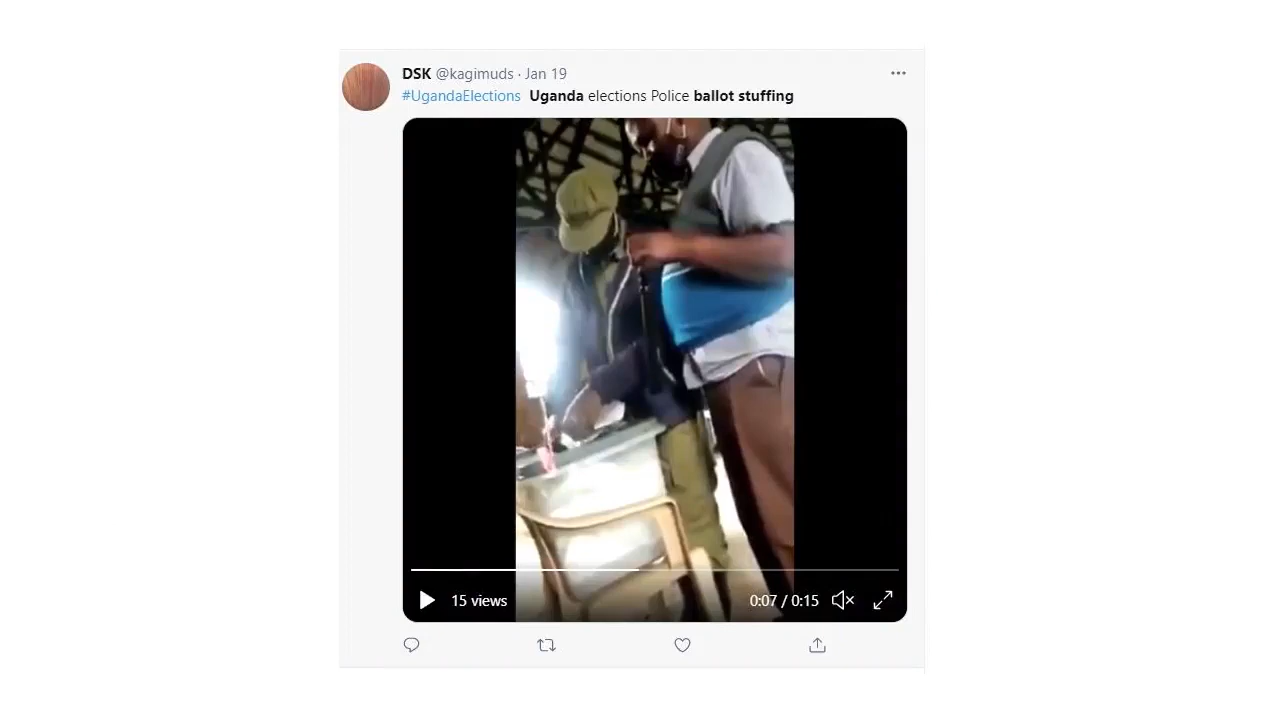 DSK @kagimuds · Jan 19
#UgandaElections Uganda elections Police ballot stuffing
15 views
0:07 / 0:15